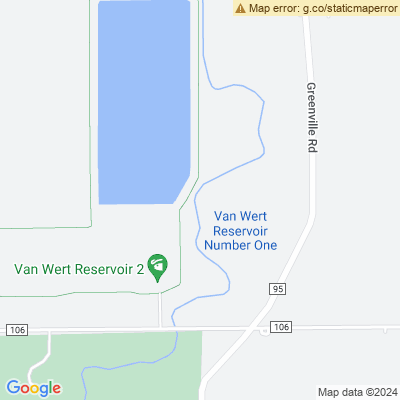 Map error: g.co/staticmaperror
Greenville Rd
Van Wert
Reservoir
Number One
Van Wert Reservoir 2
95
106
106
Google
Map data ©2024